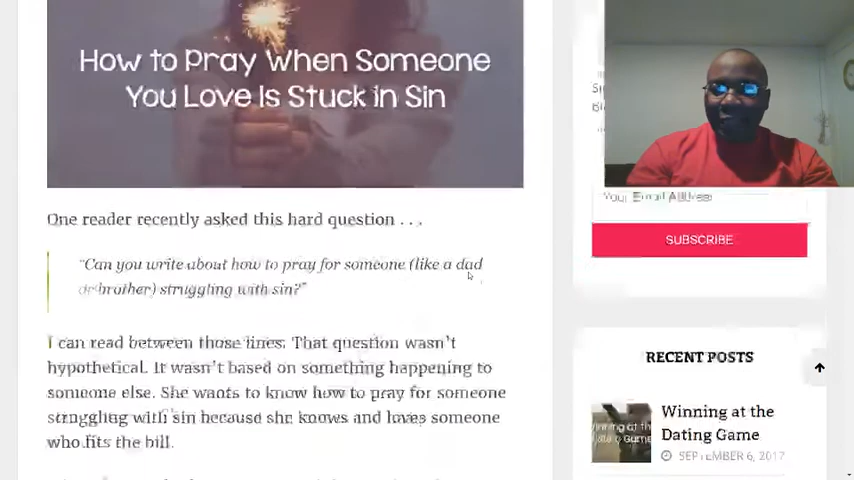 How to Pray When Someone
You Love Is Stuck in Sin
One reader recently asked this hard question . . .
"Can you write about how to pray for someone (like a dad
or brother) struggling with sin?"
I can read between those lines. That question wasn't
hypothetical. It wasn't based on something happening to
someone else. She wants to know how to pray for someone
struggling with sin because she knows and loves someone
who fits the bill.
Your Email Address
SUBSCRIBE
RECENT POSTS
Winning at the
Dating Game
SEPTEMBER 6, 2017